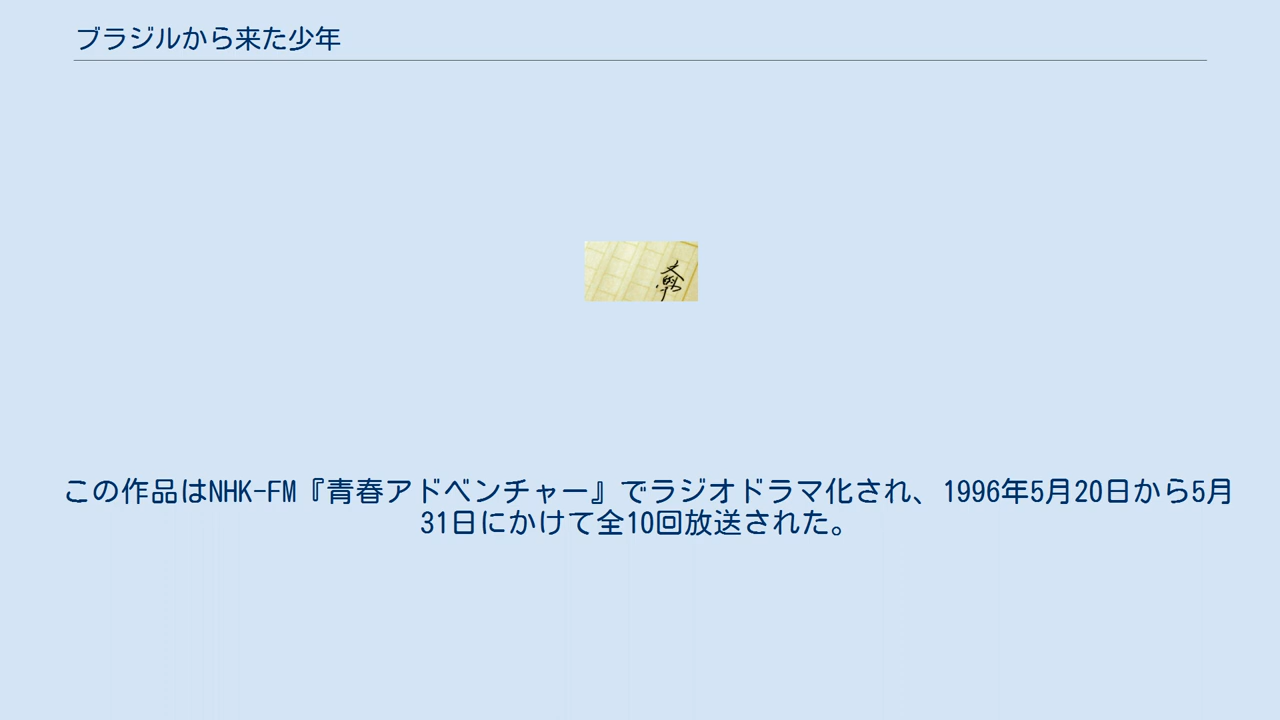 ブラジルから来た少年
この作品はNHK-FM『青春アドベンチャー』でラジオドラマ化され、1996年5月20日から5月
31日にかけて全10回放送された。